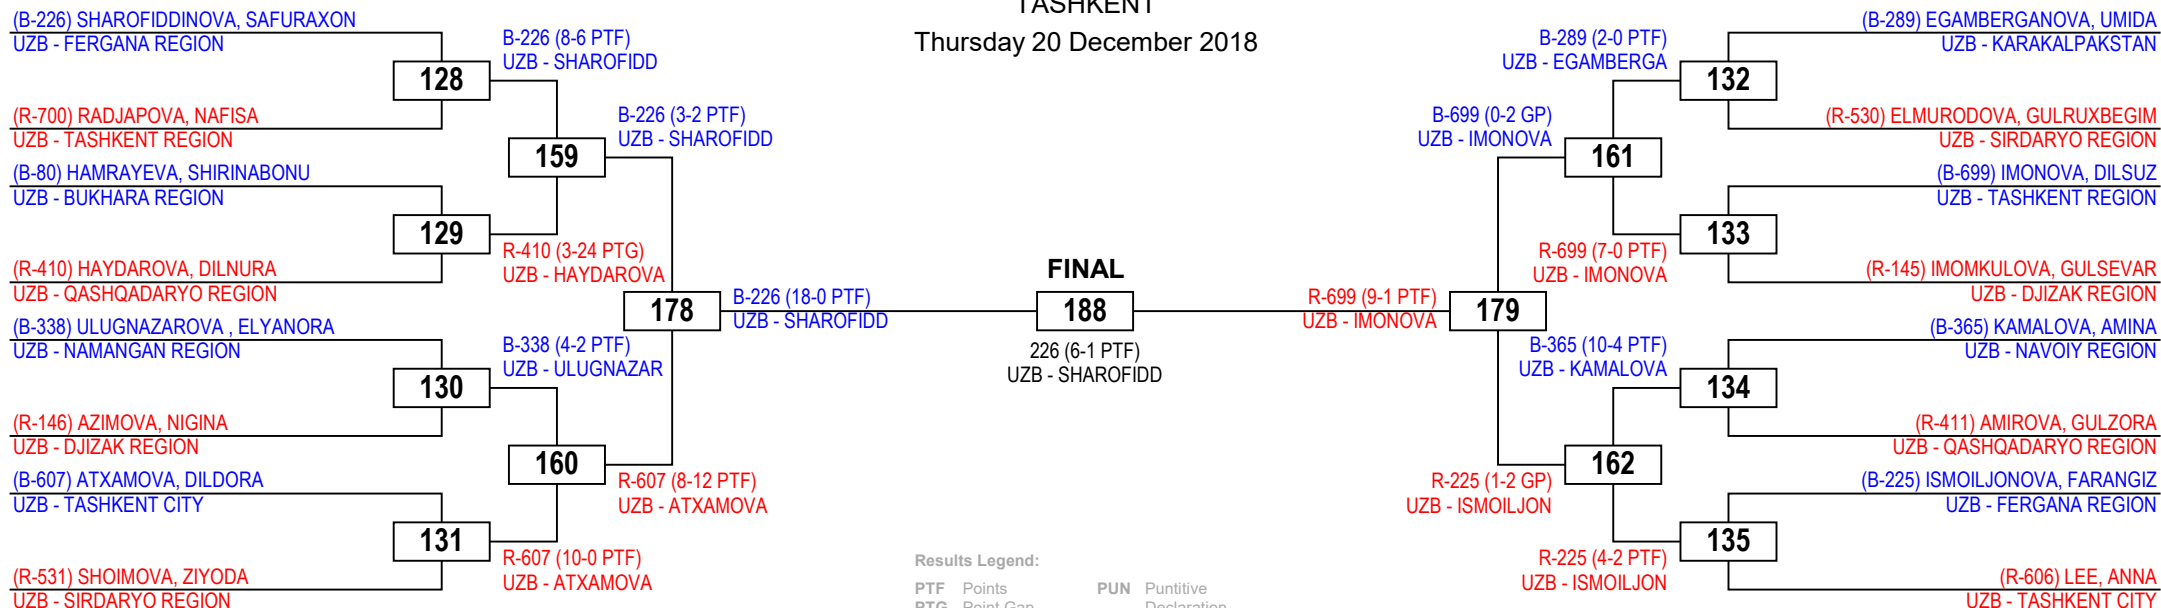 TASHKENT
Thursday 20 December 2018
(B-226) SHAROFIDDINOVA, SAFURAXON
UZB - FERGANA REGION
128
(R-700) RADJAPOVA, NAFISA
UZB - TASHKENT REGION
(B-80) HAMRAYEVA, SHIRINABONU
UZB - BUKHARA REGION
129
(R-410) HAYDAROVA, DILNURA
UZB - QASHQADARYO REGION
(B-338) ULUGNAZAROVA , ELYANORA
UZB - NAMANGAN REGION
130
(R-146) AZIMOVA, NIGINA
UZB - DJIZAK REGION
(B-607) ATXAMOVA, DILDORA
UZB - TASHKENT CITY
131
(R-531) SHOIMOVA, ZIYODA
UZB - SIRDARYO REGION
B-226 (8-6 PTF)
UZB - SHAROFIDD
159
R-410 (3-24 PTG)
UZB - HAYDAROVA
B-338 (4-2 PTF)
UZB - ULUGNAZAR
160
R-607 (10-0 PTF)
UZB - ATXAMOVA
B-226 (3-2 PTF)
UZB - SHAROFIDD
178
R-607 (8-12 PTF)
UZB - ATXAMOVA
B-226 (18-0 PTF)
UZB - SHAROFIDD
FINAL
188
226 (6-1 PTF)
UZB - SHAROFIDD
R-699 (9-1 PTF)
UZB - IMONOVA
B-699 (0-2 GP)
UZB - IMONOVA
179
R-225 (1-2 GP)
UZB - ISMOILJON
B-289 (2-0 PTF)
UZB - EGAMBERGA
161
R-699 (7-0 PTF)
UZB - IMONOVA
B-365 (10-4 PTF)
UZB - KAMALOVA
162
R-225 (4-2 PTF)
UZB - ISMOILJON
(B-289) EGAMBERGANOVA, UMIDA
UZB - KARAKALPAKSTAN
132
(R-530) ELMURODOVA, GULRUXBEGIM
UZB - SIRDARYO REGION
(B-699) IMONOVA, DILSUZ
UZB - TASHKENT REGION
133
(R-145) IMOMKULOVA, GULSEVAR
UZB - DJIZAK REGION
(B-365) KAMALOVA, AMINA
UZB - NAVOIY REGION
134
(R-411) AMIROVA, GULZORA
UZB - QASHQADARYO REGION
(B-225) ISMOILJONOVA, FARANGIZ
UZB - FERGANA REGION
135
(R-606) LEE, ANNA
UZB - TASHKENT CITY
Results Legend:
PTF Points PUN Puntitive
PTG Point Gap Declaration